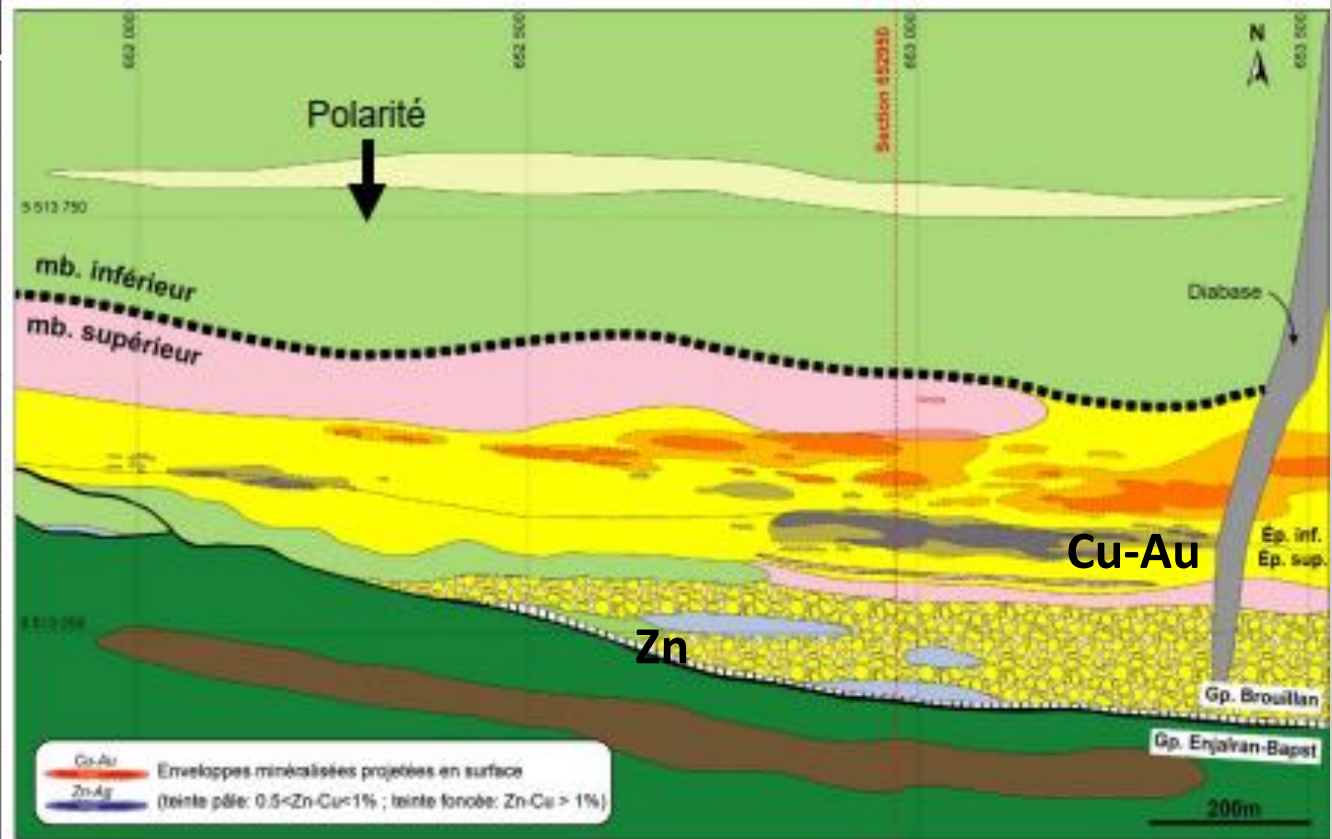 652 000
652 500
Section 652950
653 000
N
653 500
Polarité
5 513 750
mb. inférieur
mb. supérieur
Diabase
Cu-Au
Ép. inf.
Ép. sup.
Zn
Gp. Brouillan
Gp. Enjalran-Bapst
Cu-Au
Zn-Ag
Enveloppes minéralisées projetées en surface
(teinte pâle: 0.5<Zn-Cu<1% ; teinte foncée: Zn-Cu > 1%)
200m